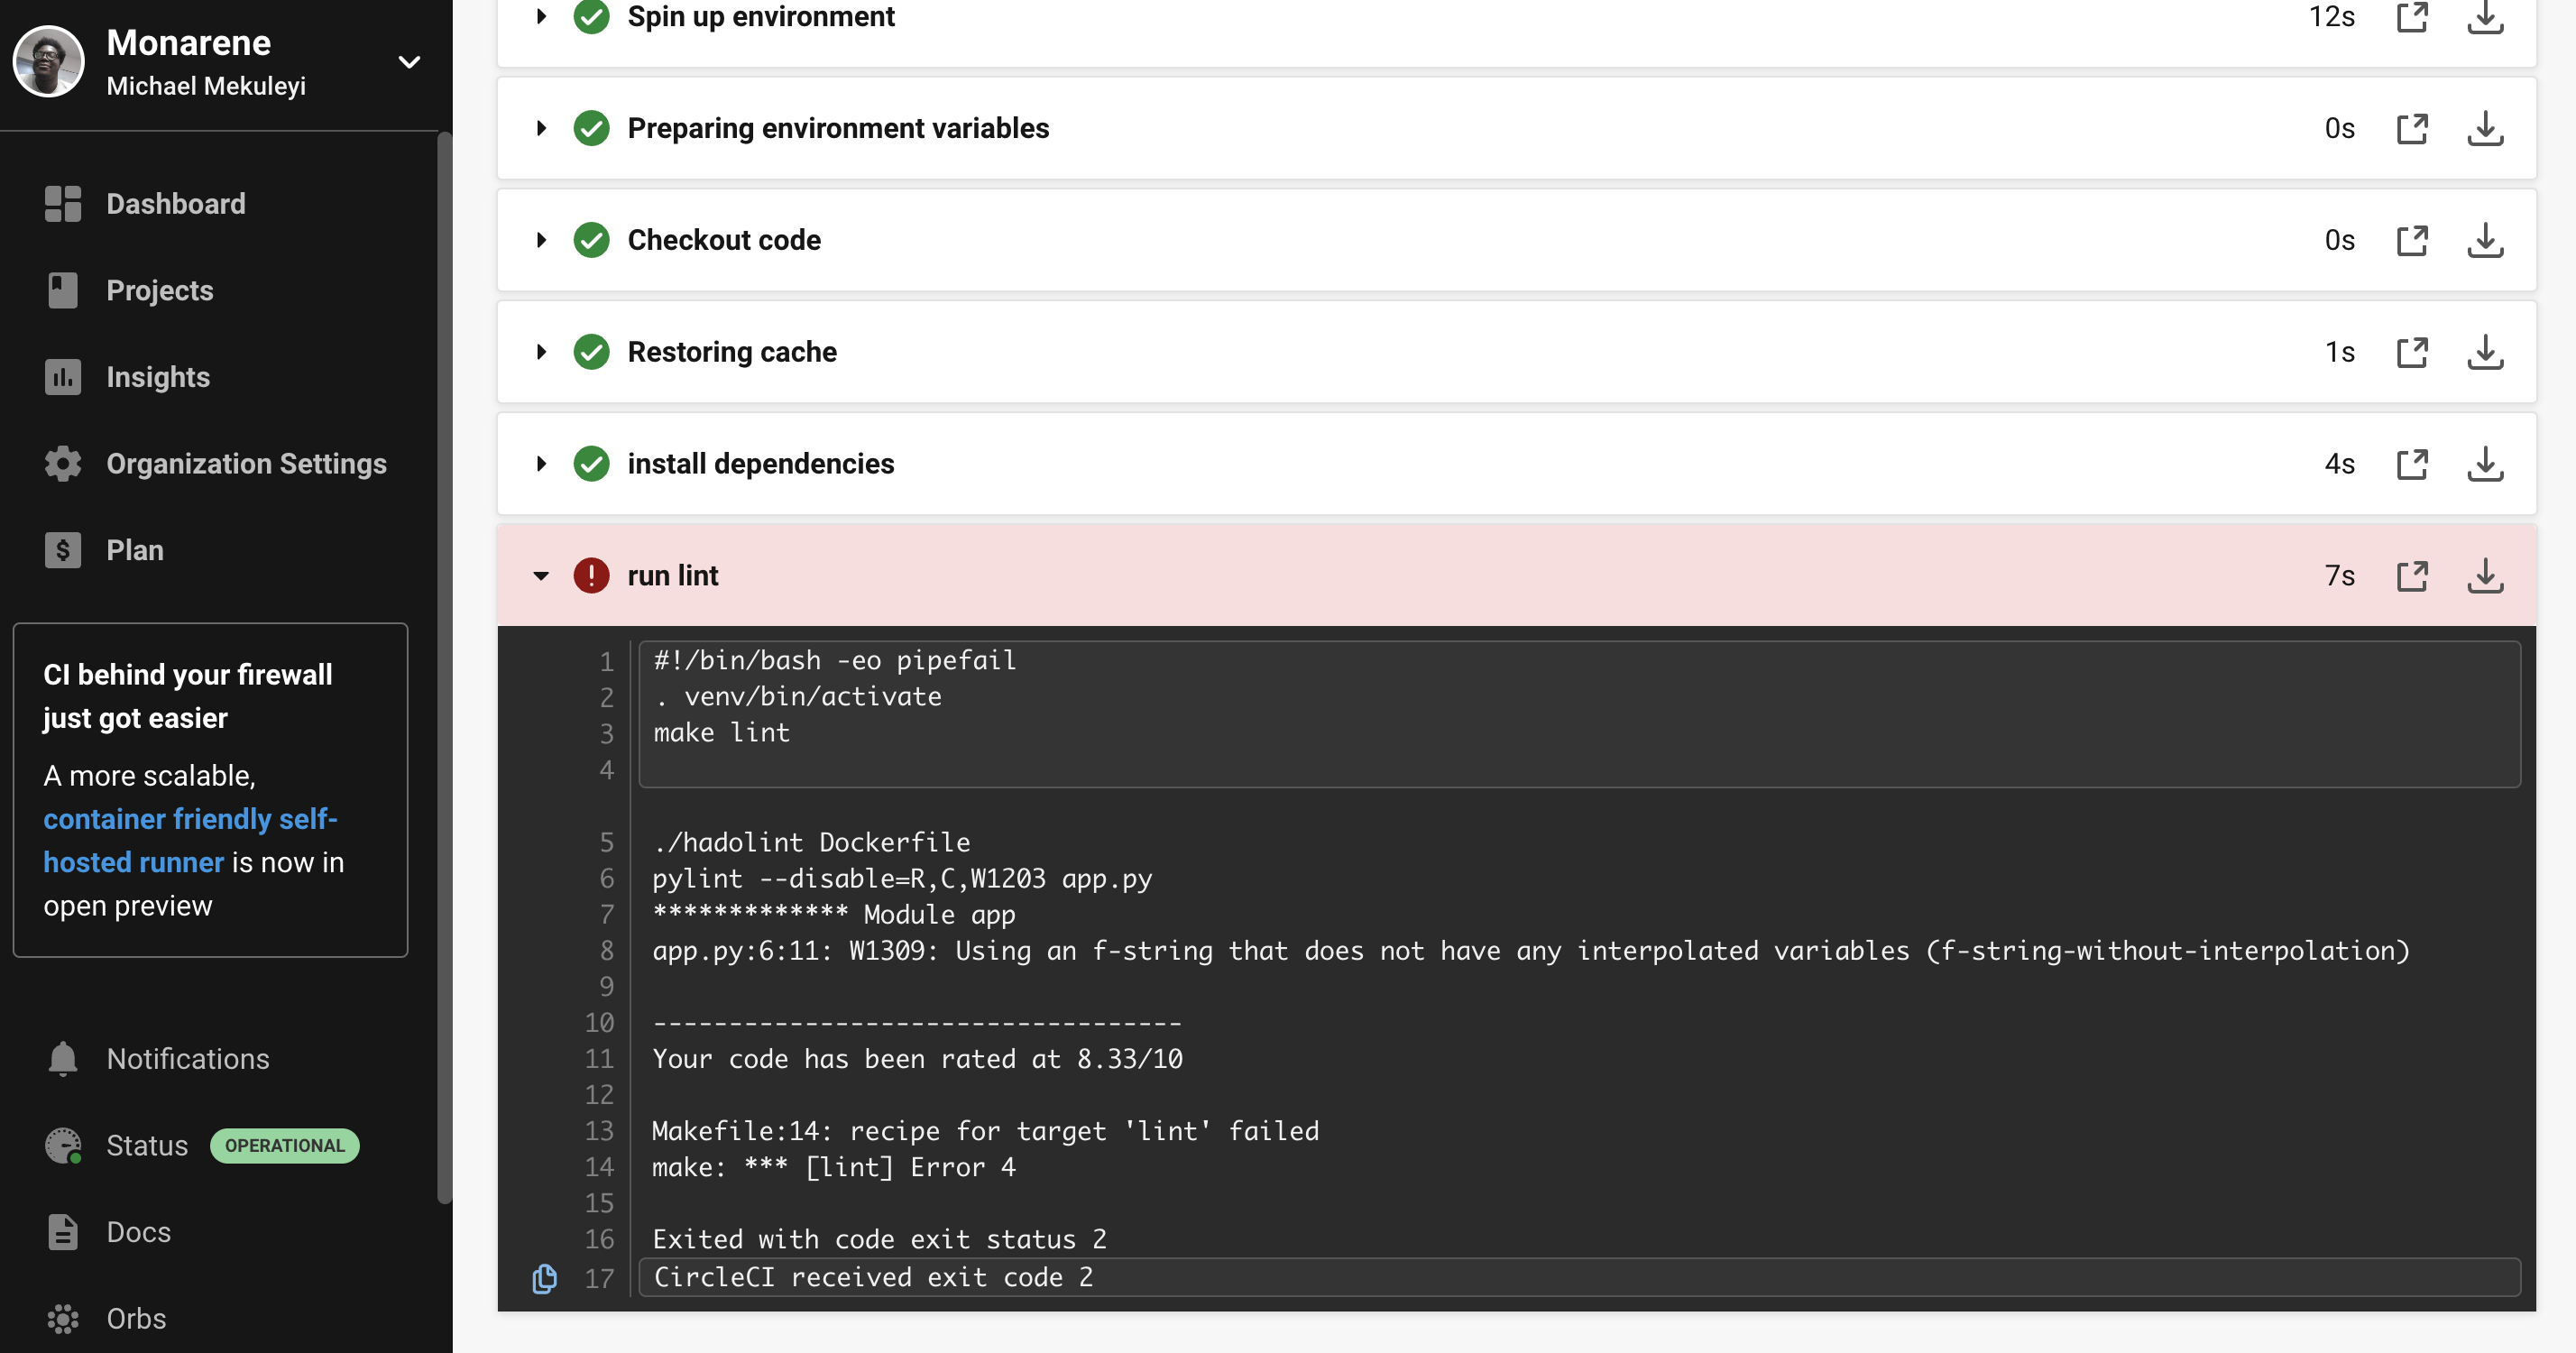 Monarene
Michael Mekuleyi
Dashboard
Projects
Insights
Organization Settings
Plan
CI behind your firewall
just got easier
A more scalable,
container friendly self-
hosted runner is now in
open preview
Notifications
Status OPERATIONAL
Docs
Orbs
Spin up environment 12s
Preparing environment variables 0s
Checkout code 0s
Restoring cache 1s
install dependencies 4s
run lint 7s
1 #!/bin/bash -eo pipefail
2 . venv/bin/activate
3 make lint
4
5 ./hadolint Dockerfile
6 pylint --disable=R,C,W1203 app.py
7 ************* Module app
8 app.py:6:11: W1309: Using an f-string that does not have any interpolated variables (f-string-without-interpolation)
9
10 -----------------------------------
11 Your code has been rated at 8.33/10
12
13 Makefile:14: recipe for target 'lint' failed
14 make: *** [lint] Error 4
15
16 Exited with code exit status 2
17 CircleCI received exit code 2